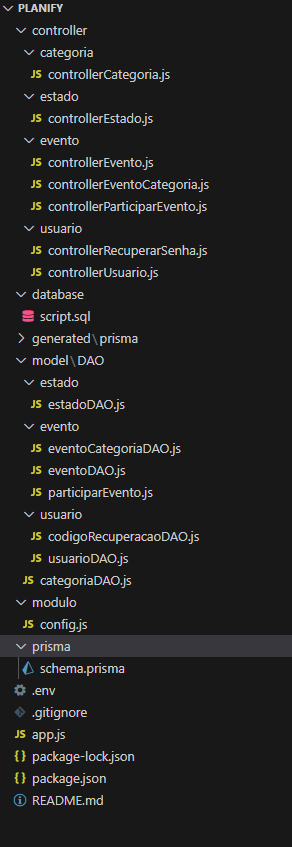 PLANIFY
controller
categoria
JS controllerCategoria.js
estado
JS controllerEstado.js
evento
JS controllerEvento.js
JS controllerEventoCategoria.js
JS controllerParticiparEvento.js
usuario
JS controllerRecuperarSenha.js
JS controllerUsuario.js
database
script.sql
generated\prisma
model\DAO
estado
JS estadoDAO.js
evento
JS eventoCategoriaDAO.js
JS eventoDAO.js
JS participarEvento.js
usuario
JS codigoRecuperacaoDAO.js
JS usuarioDAO.js
JS categoriaDAO.js
modulo
JS config.js
prisma
schema.prisma
.env
.gitignore
JS app.js
{} package-lock.json
{} package.json
README.md